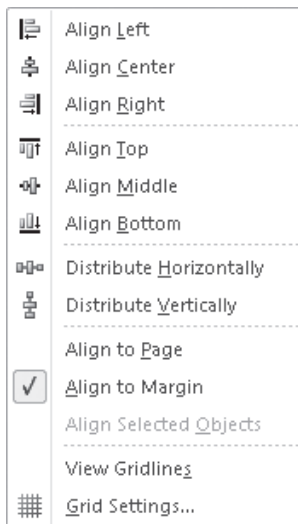 Align Left
Align Center
Align Right
Align Top
Align Middle
Align Bottom
Distribute Horizontally
Distribute Vertically
Align to Page
Align to Margin
Align Selected Objects
View Gridlines
Grid Settings...